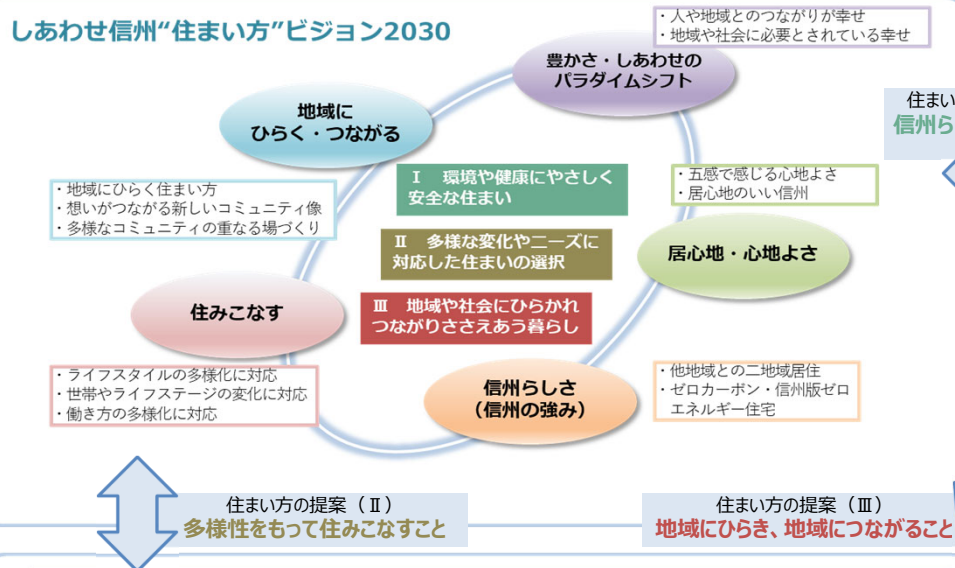 しあわせ信州“住まい方”ビジョン2030
・人や地域とのつながりが幸せ
・地域や社会に必要とされている幸せ
豊かさ・しあわせの
パラダイムシフト
住まい
信州ら
地域に
ひらく・つながる
・地域にひらく住まい方
・想いがつながる新しいコミュニティ像
・多様なコミュニティの重なる場づくり
Ⅰ 環境や健康にやさしく
安全な住まい
・五感で感じる心地よさ
・居心地のいい信州
Ⅱ 多様な変化やニーズに
対応した住まいの選択
居心地・心地よさ
住みこなす
Ⅲ 地域や社会にひらかれ
つながりささえあう暮らし
・ライフスタイルの多様化に対応
・世帯やライフステージの変化に対応
・働き方の多様化に対応
信州らしさ
（信州の強み）
・他地域との二地域居住
・ゼロカーボン・信州版ゼロ
エネルギー住宅
住まい方の提案（Ⅱ）
多様性をもって住みこなすこと
住まい方の提案（Ⅲ）
地域にひらき、地域につながること